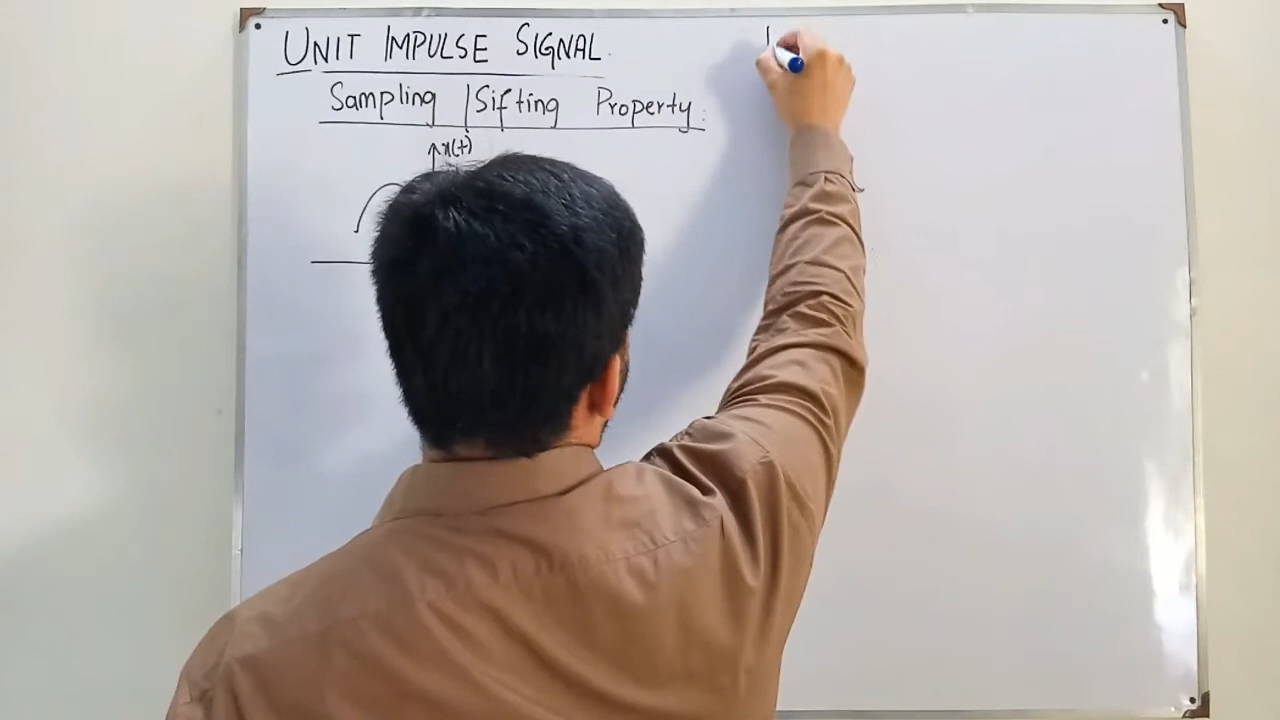 UNIT IMPULSE SIGNAL.
Sampling / Sifting Property:
x(t)